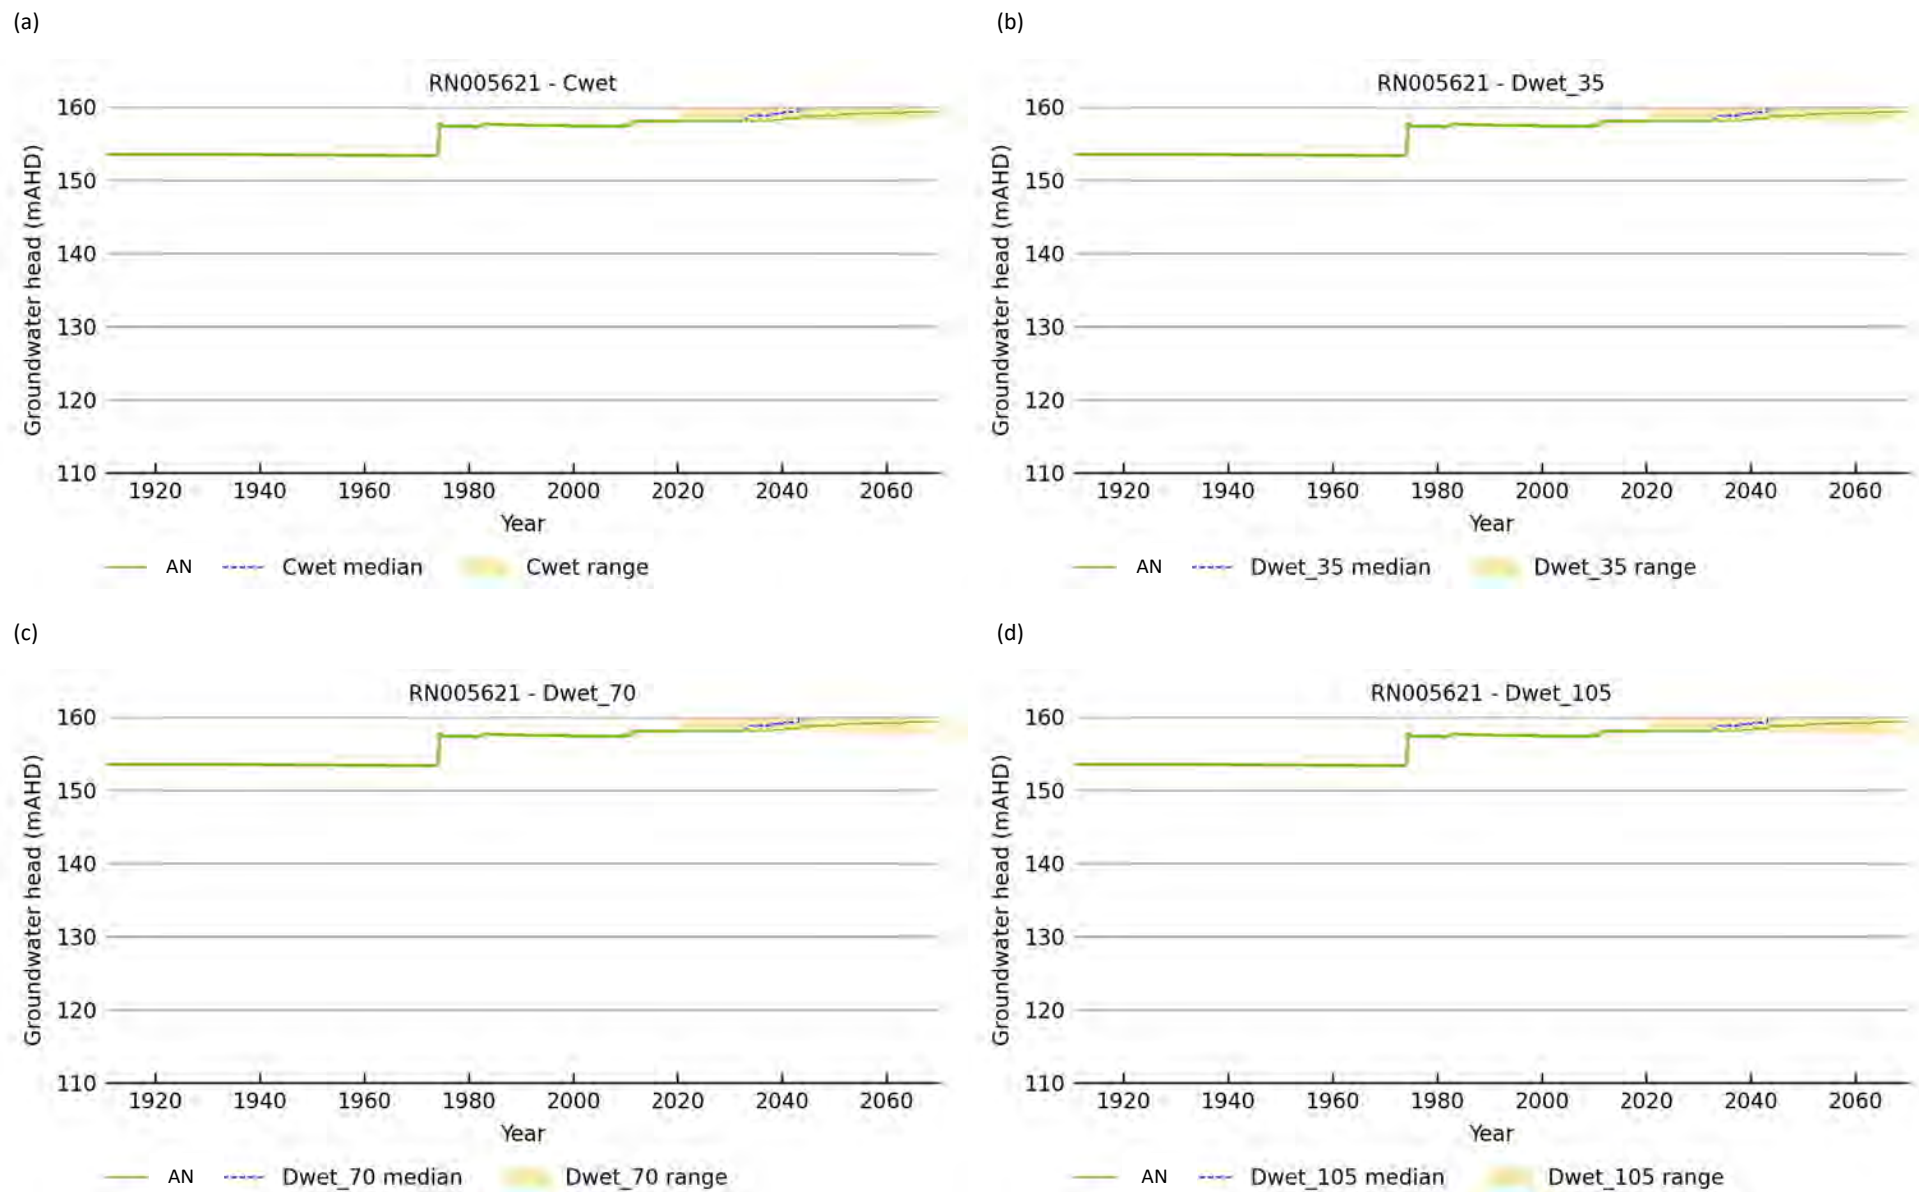 (a)
RN005621 - Cwet
Groundwater head (mAHD)
160
150
140
130
120
110
1920 1940 1960 1980 2000 2020 2040 2060
Year
AN Cwet median Cwet range
(b)
RN005621 - Dwet_35
Groundwater head (mAHD)
160
150
140
130
120
110
1920 1940 1960 1980 2000 2020 2040 2060
Year
AN Dwet_35 median Dwet_35 range
(c)
RN005621 - Dwet_70
Groundwater head (mAHD)
160
150
140
130
120
110
1920 1940 1960 1980 2000 2020 2040 2060
Year
AN Dwet_70 median Dwet_70 range
(d)
RN005621 - Dwet_105
Groundwater head (mAHD)
160
150
140
130
120
110
1920 1940 1960 1980 2000 2020 2040 2060
Year
AN Dwet_105 median Dwet_105 range